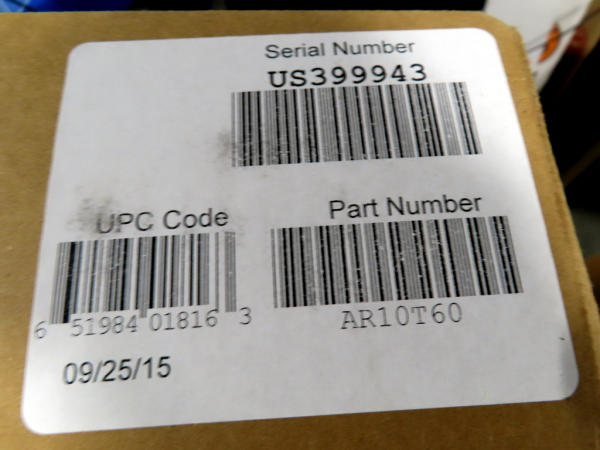 Serial Number
US399943
UPC Code
Part Number
6 51984 01816 3
AR10T60
09/25/15